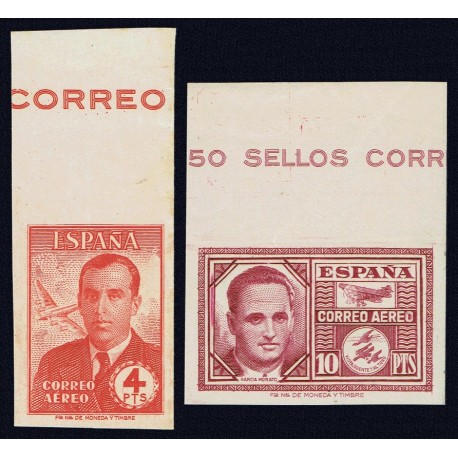 CORREO
ESPAÑA
CORREO
AÉREO
4
PTS
FCA NAL DE MONEDA Y TIMBRE
50 SELLOS CORR
ESPAÑA
CORREO AEREO
10 PTS
GARCIA MORATO
FCA NAL DE MONEDA Y TIMBRE